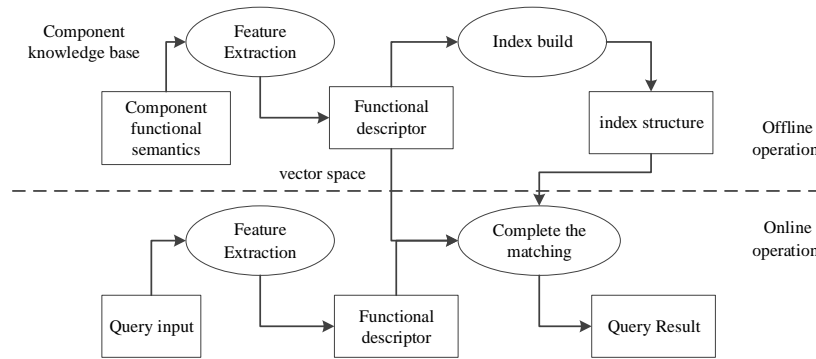 Component
knowledge base
Feature
Extraction
Index build
Component
functional
semantics
Functional
descriptor
index structure
Offline
operation
vector space
Feature
Extraction
Complete the
matching
Online
operation
Query input
Functional
descriptor
Query Result